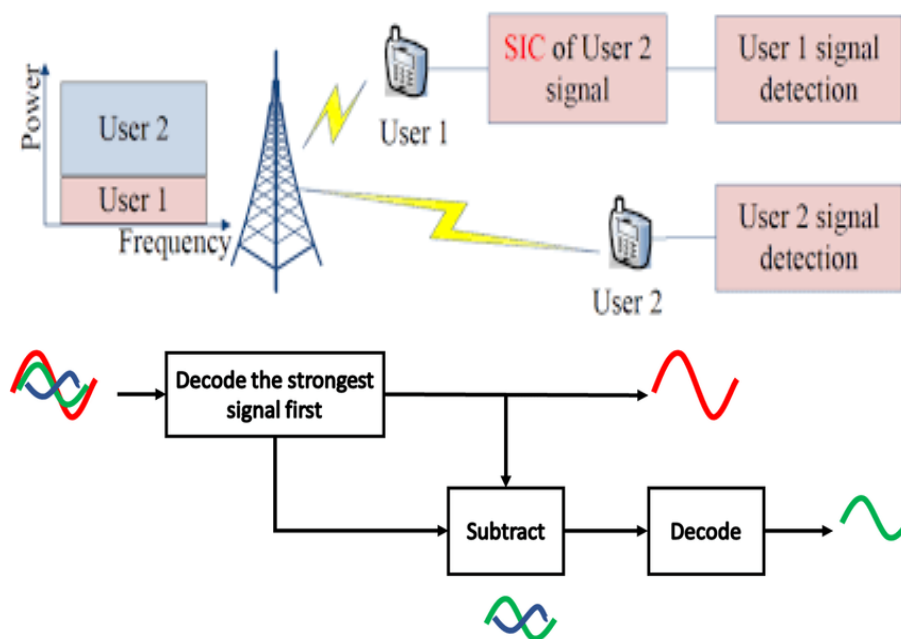 Power
User 2
User 1
Frequency
User 1
SIC of User 2
signal
User 1 signal
detection
User 2
User 2 signal
detection
Decode the strongest
signal first
Subtract
Decode